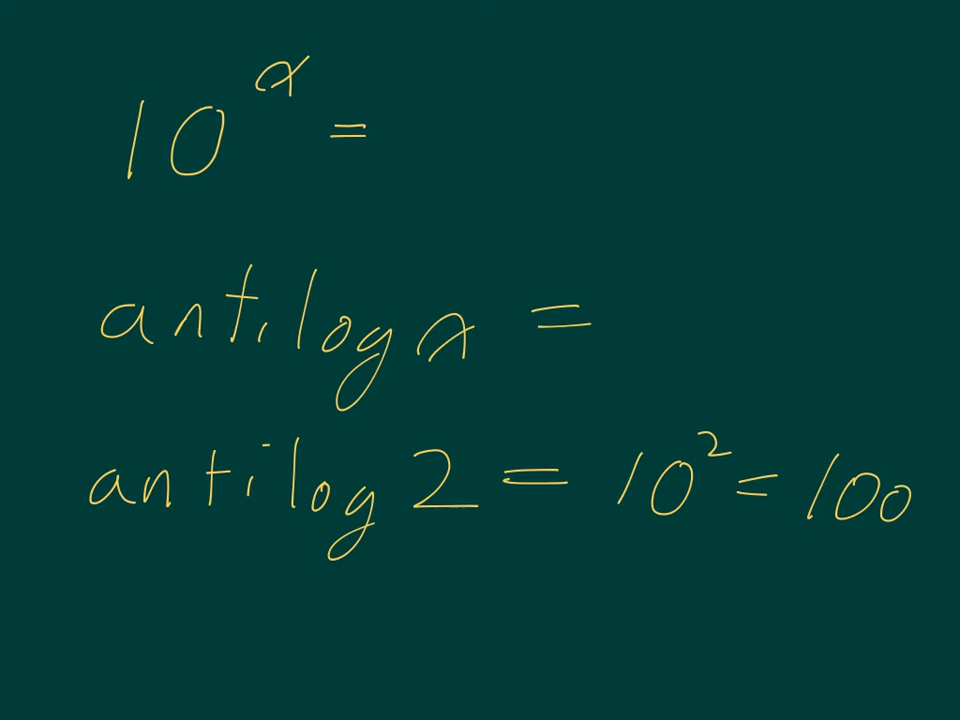 10^x =
antilog x =
antilog 2 = 10^2 = 100